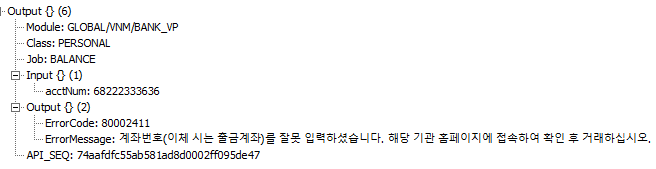 Output {} (6)
Module: GLOBAL/VNM/BANK_VP
Class: PERSONAL
Job: BALANCE
Input {} (1)
acctNum: 68222333636
Output {} (2)
ErrorCode: 80002411
ErrorMessage: 계좌번호(이체 시는 출금계좌)를 잘못 입력하셨습니다. 해당 기관 홈페이지에 접속하여 확인 후 거래하십시오.
API_SEQ: 74aafdfc55ab581ad8d0002ff095de47